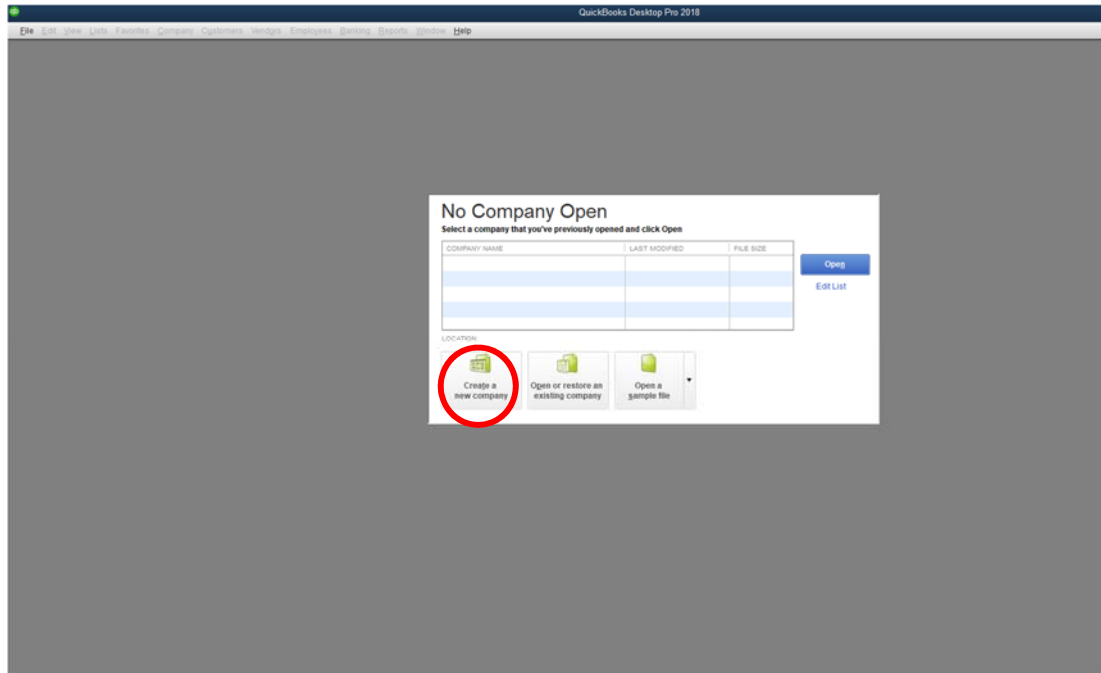 QuickBooks Desktop Pro 2018
File Edit View Lists Favorites Company Customers Vendors Employees Banking Reports Window Help
No Company Open
Select a company that you've previously opened and click Open
COMPANY NAME LAST MODIFIED FILE SIZE
Open
Edit List
LOCATION:
Create a
new company
Open or restore an
existing company
Open a
sample file